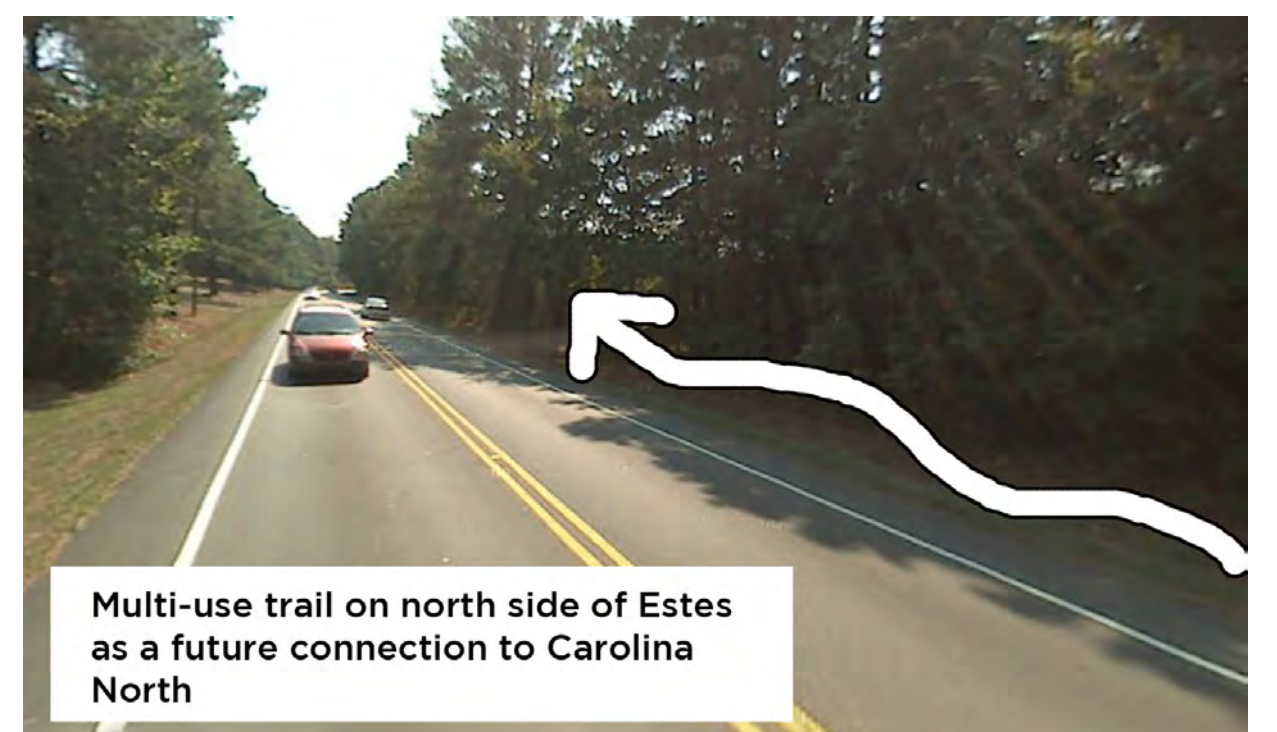 Multi-use trail on north side of Estes
as a future connection to Carolina
North